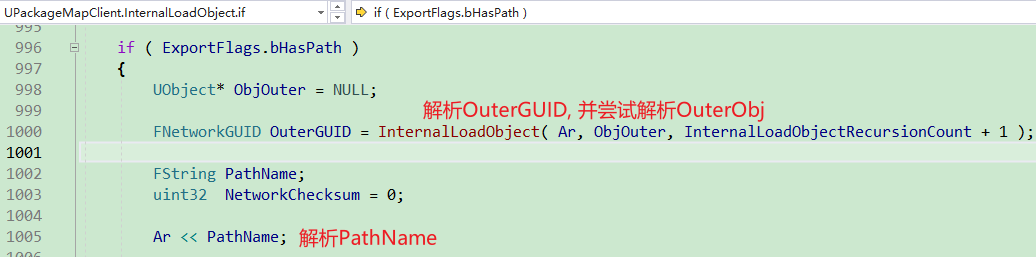 UPackageMapClient.InternalLoadObject.if if ( ExportFlags.bHasPath )
995
996 if ( ExportFlags.bHasPath )
997 {
998 UObject* ObjOuter = NULL;
999 解析OuterGUID, 并尝试解析OuterObj
1000 FNetworkGUID OuterGUID = InternalLoadObject( Ar, ObjOuter, InternalLoadObjectRecursionCount + 1 );
1001
1002 FString PathName;
1003 uint32  NetworkChecksum = 0;
1004
1005 Ar << PathName; 解析PathName
1006